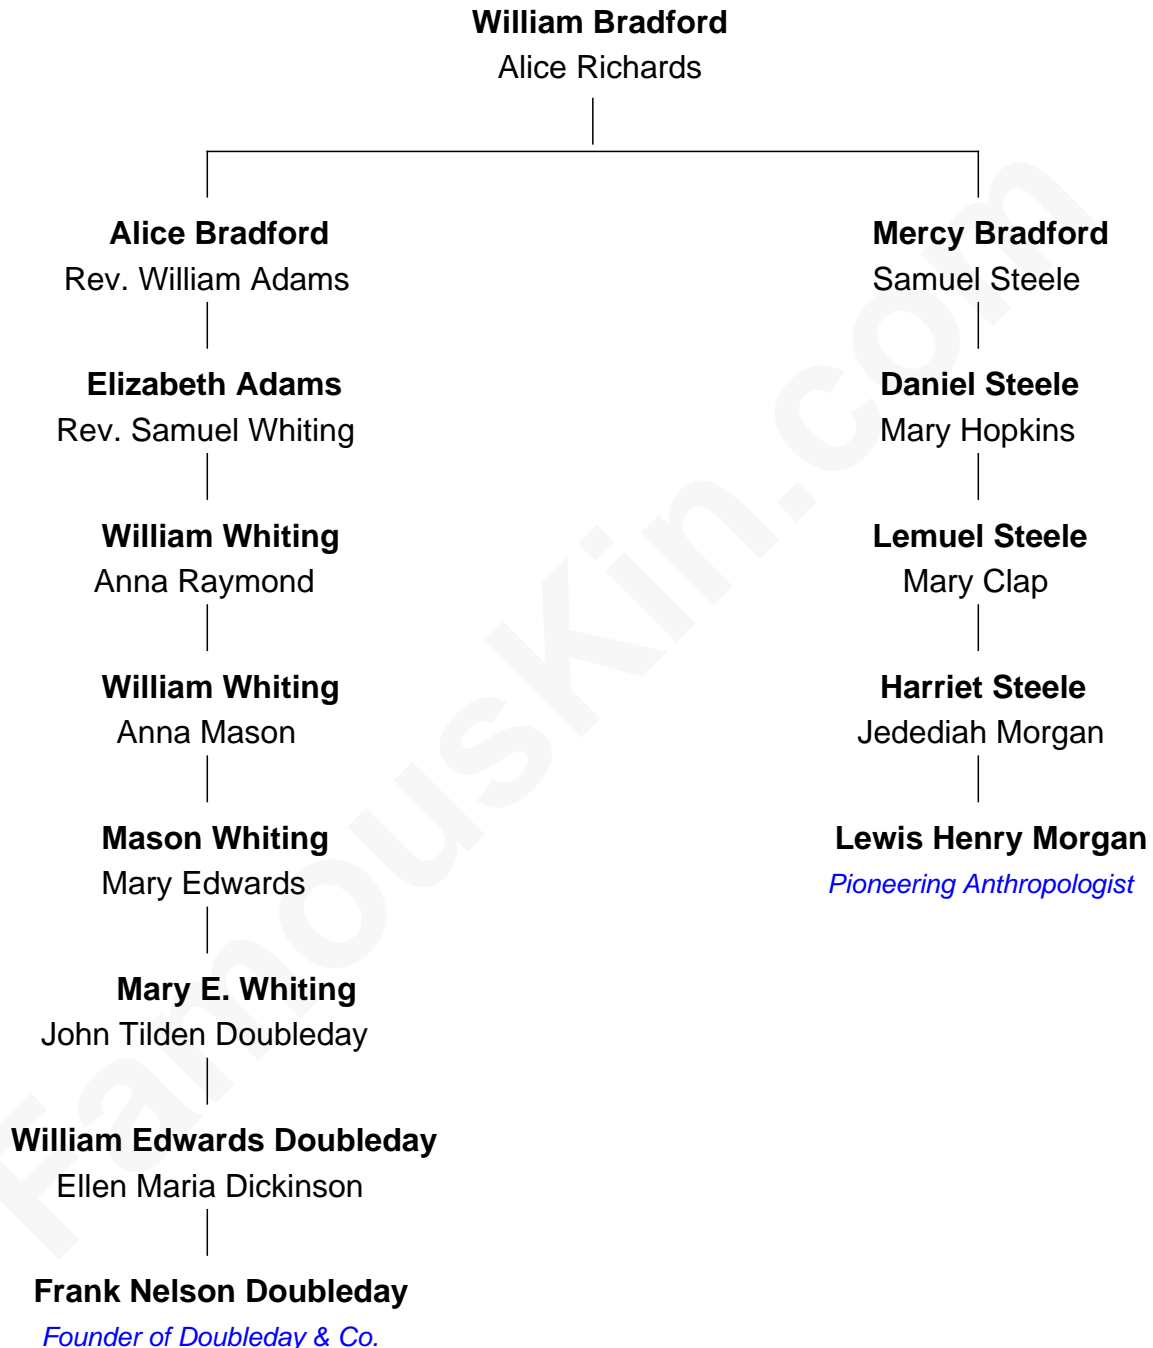 William Bradford
Alice Richards
Alice Bradford
Rev. William Adams
Mercy Bradford
Samuel Steele
Elizabeth Adams
Rev. Samuel Whiting
Daniel Steele
Mary Hopkins
William Whiting
Anna Raymond
Lemuel Steele
Mary Clap
William Whiting
Anna Mason
Harriet Steele
Jedediah Morgan
Mason Whiting
Mary Edwards
Lewis Henry Morgan
Pioneering Anthropologist
Mary E. Whiting
John Tilden Doubleday
William Edwards Doubleday
Ellen Maria Dickinson
Frank Nelson Doubleday
Founder of Doubleday & Co.
FamousKin.com